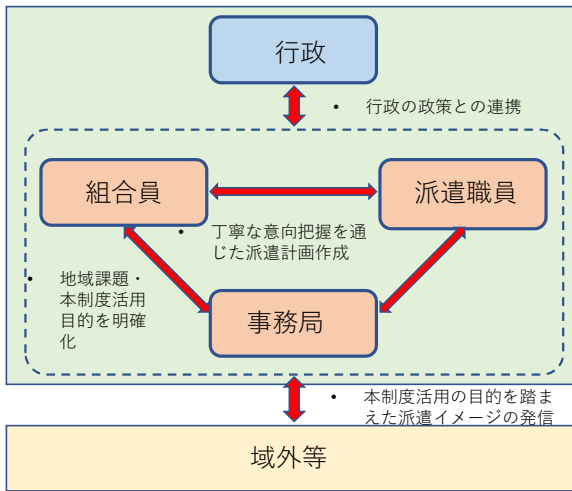 行政
• 行政の政策との連携
組合員
派遣職員
• 丁寧な意向把握を通
じた派遣計画作成
• 地域課題・
本制度活用
目的を明確
化
事務局
• 本制度活用の目的を踏ま
えた派遣イメージの発信
域外等